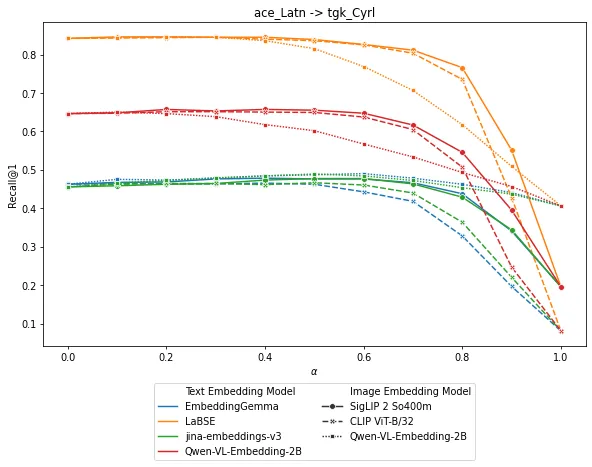 ace_Latn -> tgk_Cyrl
Recall@1
0.8
0.7
0.6
0.5
0.4
0.3
0.2
0.1
0.0 0.2 0.4 0.6 0.8 1.0
α
Text Embedding Model
EmbeddingGemma
LaBSE
jina-embeddings-v3
Qwen-VL-Embedding-2B
Image Embedding Model
SigLIP 2 So400m
CLIP ViT-B/32
Qwen-VL-Embedding-2B